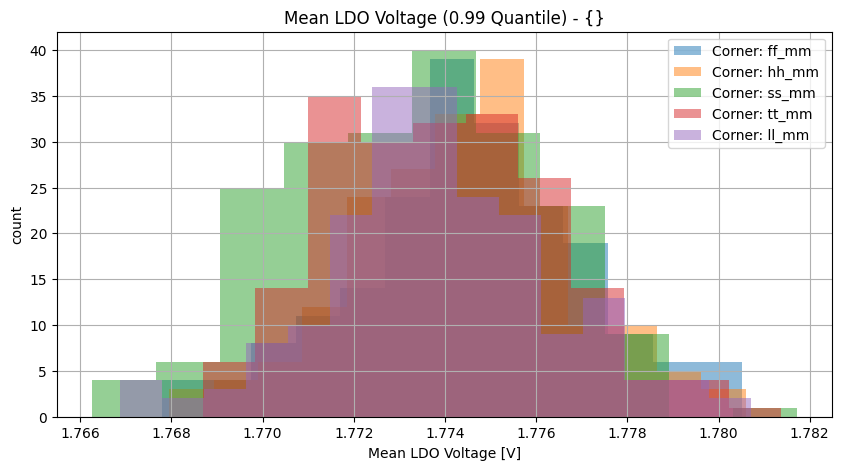 Mean LDO Voltage (0.99 Quantile) - {}
Corner: ff_mm
Corner: hh_mm
Corner: ss_mm
Corner: tt_mm
Corner: ll_mm
count
40
35
30
25
20
15
10
5
0
1.766 1.768 1.770 1.772 1.774 1.776 1.778 1.780 1.782
Mean LDO Voltage [V]